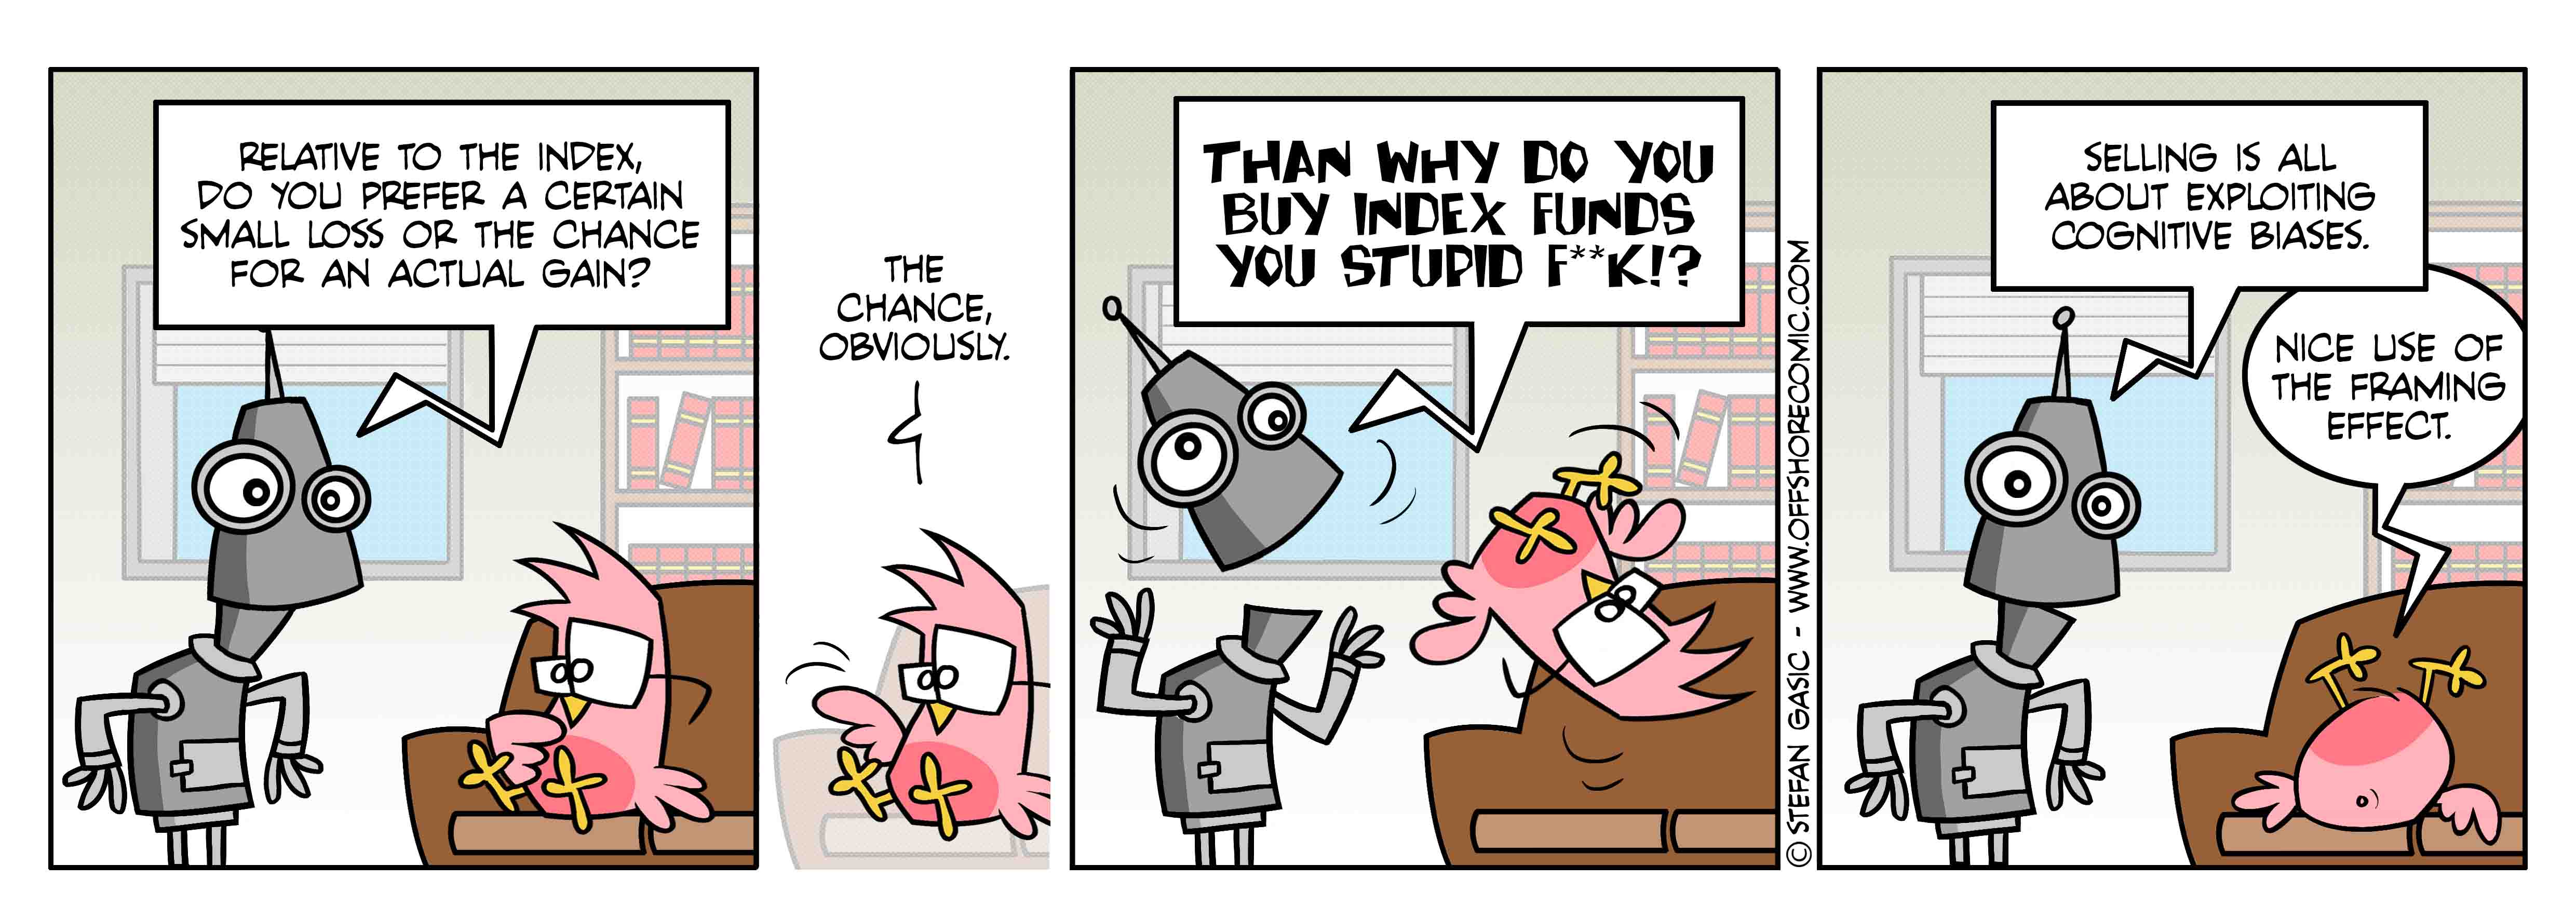 RELATIVE TO THE INDEX,
DO YOU PREFER A CERTAIN
SMALL LOSS OR THE CHANCE
FOR AN ACTUAL GAIN?
THE
CHANCE,
OBVIOUSLY.
THAN WHY DO YOU
BUY INDEX FUNDS
YOU STUPID F**K!?
© STEFAN GASIC - WWW.OFFSHORECOMIC.COM
SELLING IS ALL
ABOUT EXPLOITING
COGNITIVE BIASES.
NICE USE OF
THE FRAMING
EFFECT.